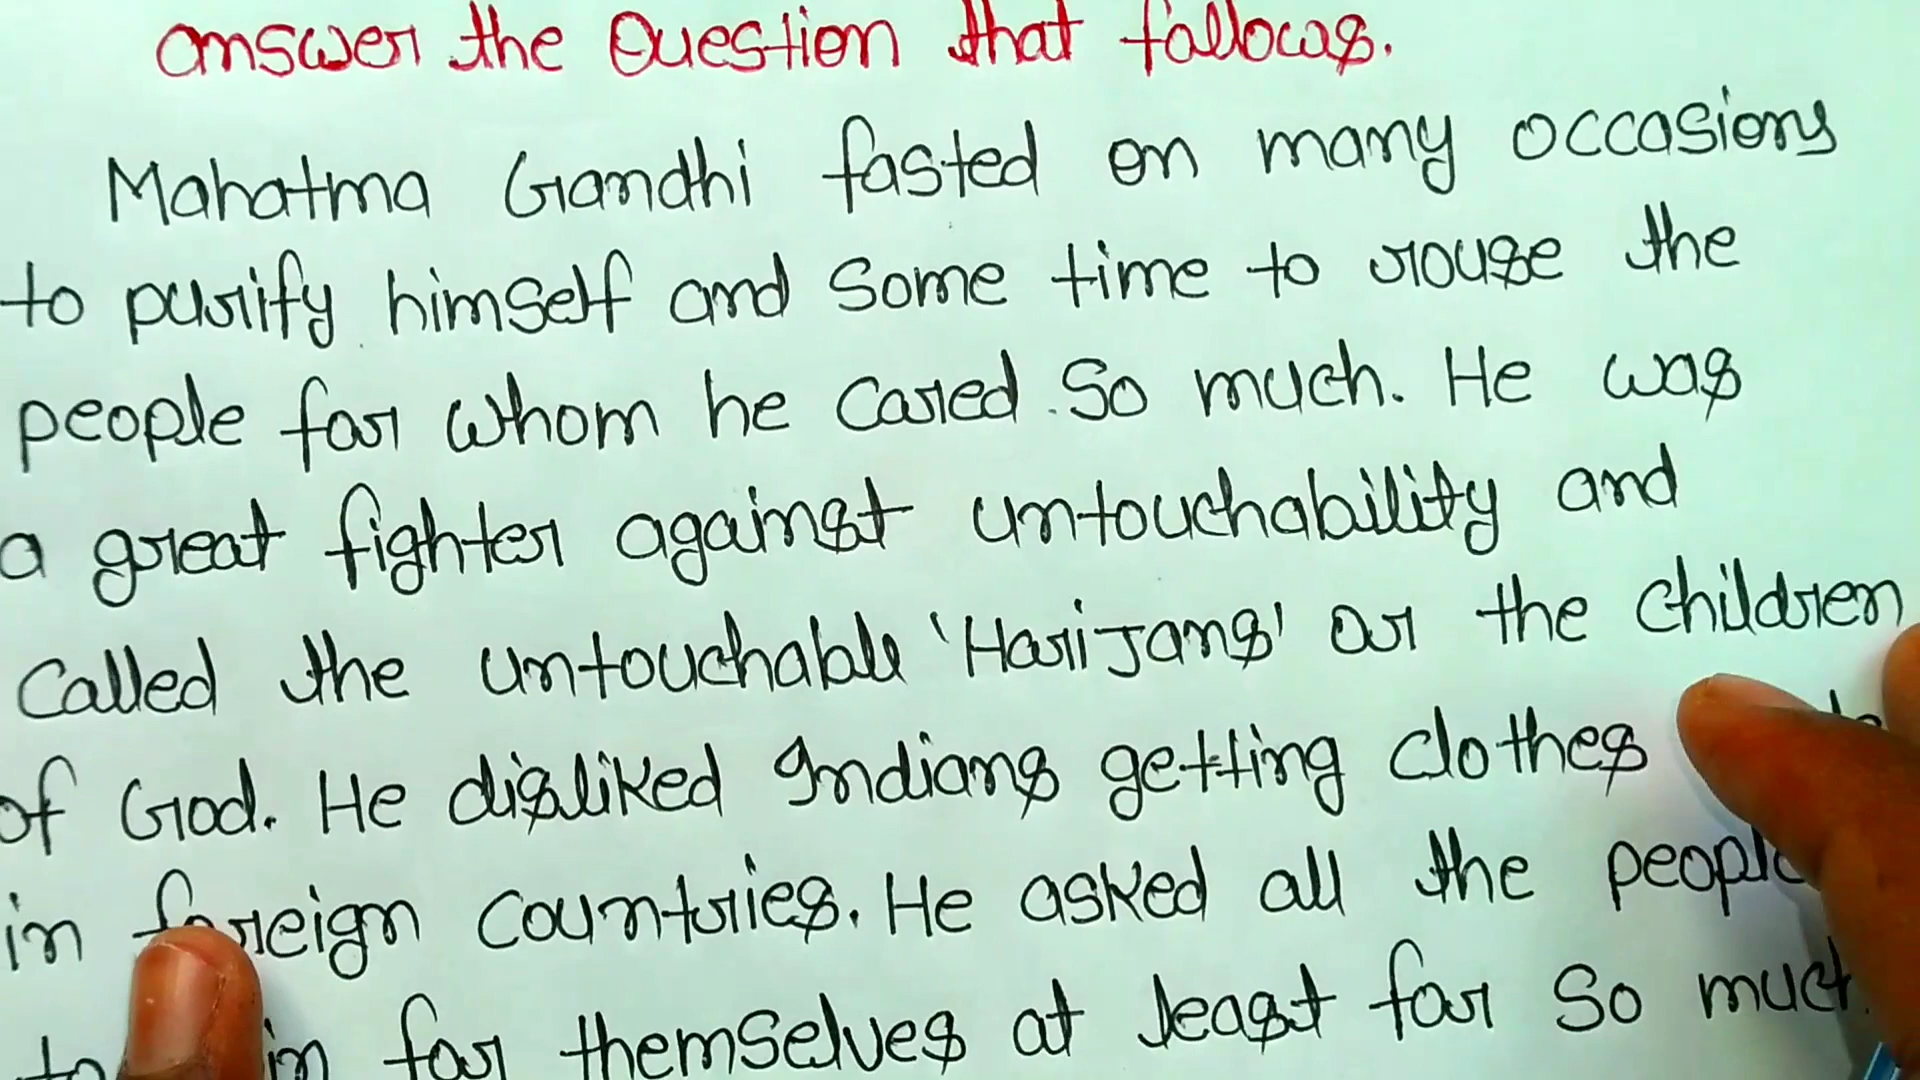 answer the Question that follows.
Mahatma Gandhi fasted on many occasions
to purify himself and some time to rouse the
people for whom he cared so much. He was
a great fighter against untouchability and
called the untouchable 'Harijans' or the children
of God. He disliked Indians getting clothes
in foreign countries. He asked all the people
to in for themselves at least for so much